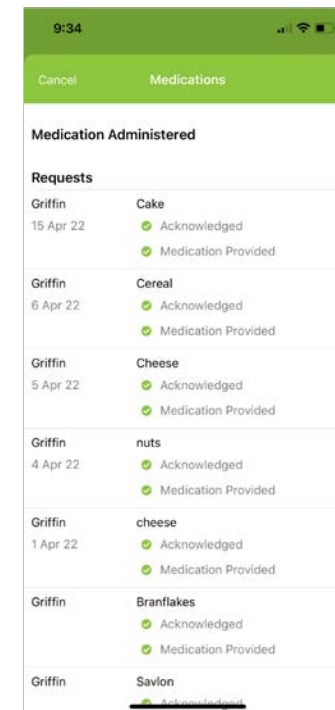 9:34
Cancel Medications
Medication Administered
Requests
Griffin Cake
15 Apr 22 Acknowledged
Medication Provided
Griffin Cereal
6 Apr 22 Acknowledged
Medication Provided
Griffin Cheese
5 Apr 22 Acknowledged
Medication Provided
Griffin nuts
4 Apr 22 Acknowledged
Medication Provided
Griffin cheese
1 Apr 22 Acknowledged
Medication Provided
Griffin Branflakes
Acknowledged
Medication Provided
Griffin Savlon
Acknowledged